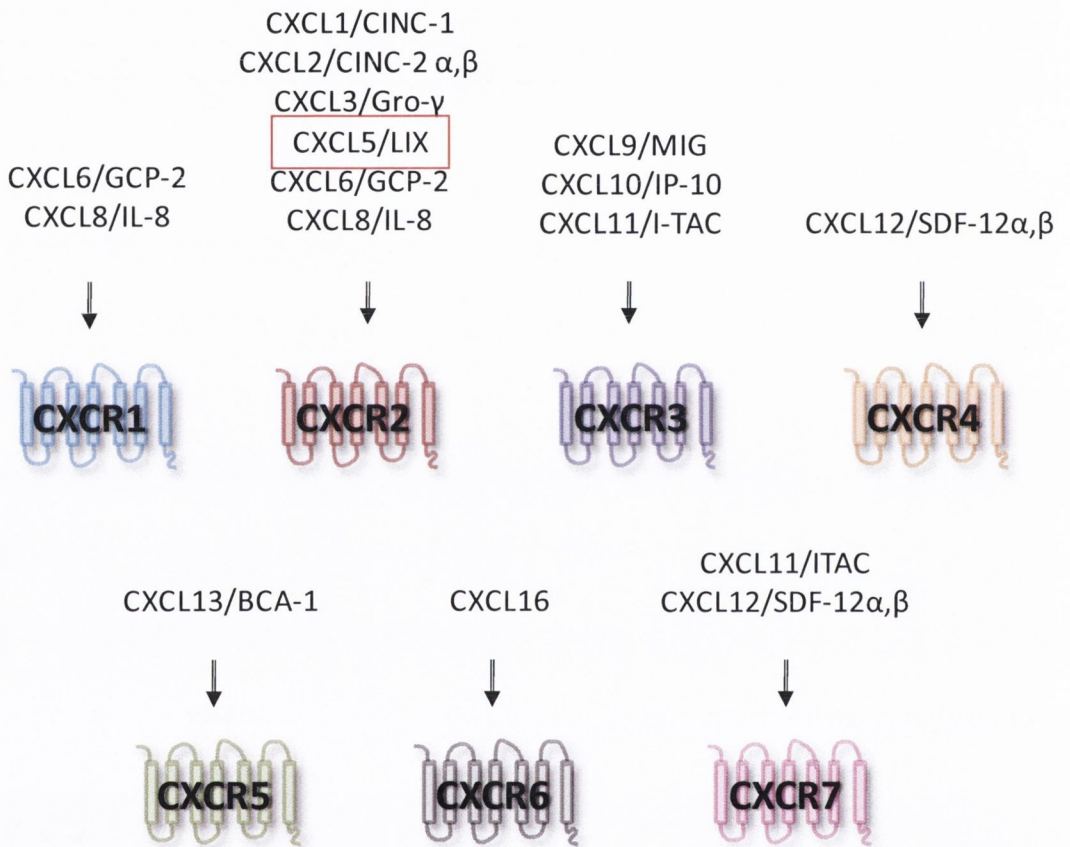 CXCL6/GCP-2
CXCL8/IL-8
CXCL1/CINC-1
CXCL2/CINC-2 α,β
CXCL3/Gro-γ
CXCL5/LIX
CXCL6/GCP-2
CXCL8/IL-8
CXCL9/MIG
CXCL10/IP-10
CXCL11/I-TAC
CXCL12/SDF-12α,β
CXCR1
CXCR2
CXCR3
CXCR4
CXCL13/BCA-1
CXCL16
CXCL11/ITAC
CXCL12/SDF-12α,β
CXCR5
CXCR6
CXCR7